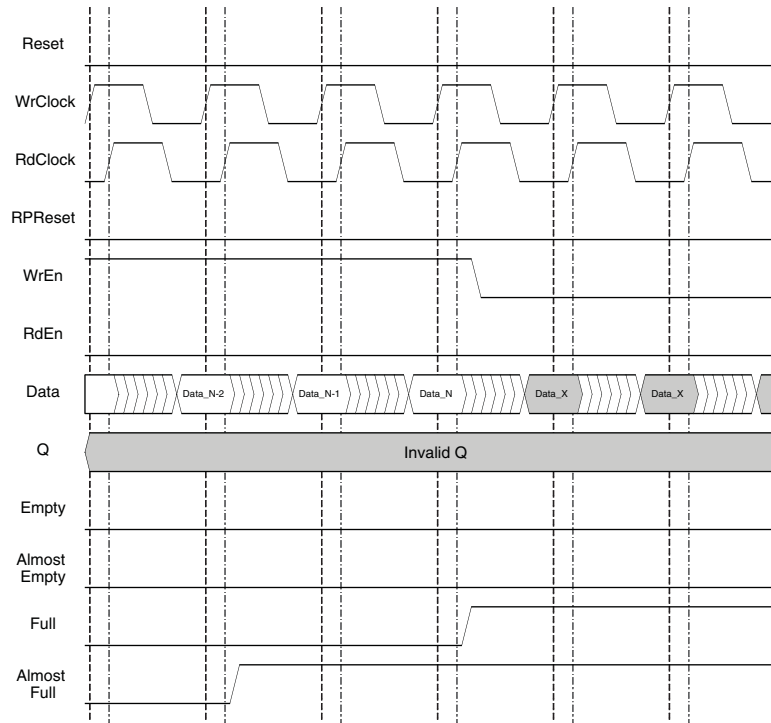 Reset
WrClock
RdClock
RPReset
WrEn
RdEn
Data
Data_N-2
Data_N-1
Data_N
Data_X
Data_X
Q
Invalid Q
Empty
Almost
Empty
Full
Almost
Full